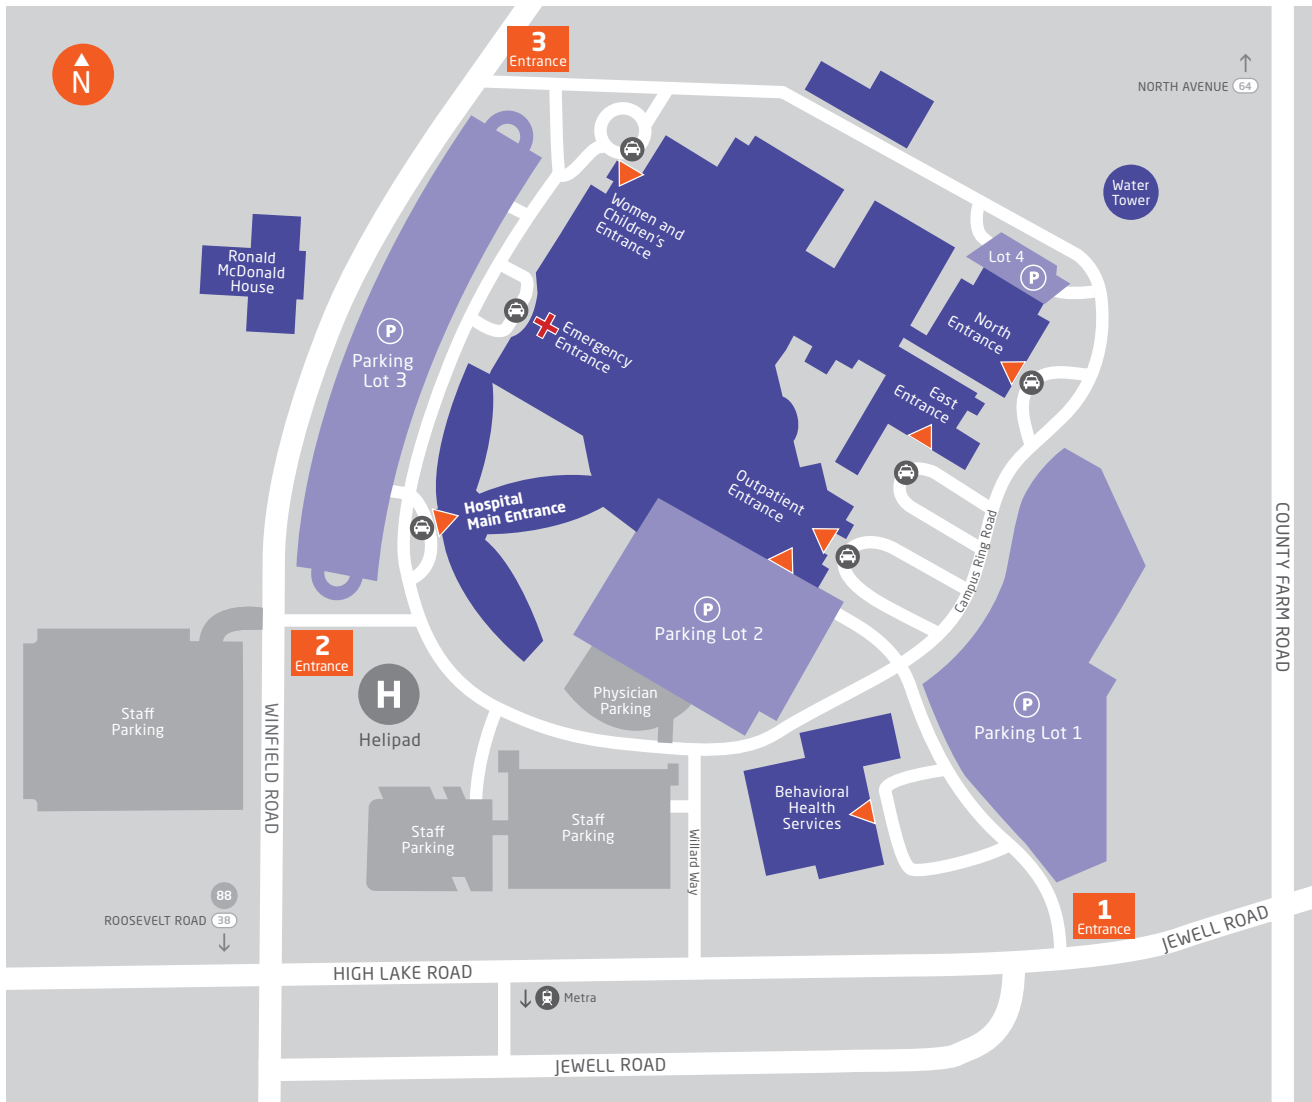 3
Entrance
N
NORTH AVENUE 64
Water
Tower
Women and
Children's
Entrance
Ronald
McDonald
House
Lot 4
P
North
Entrance
P
Parking
Lot 3
Emergency
Entrance
East
Entrance
Outpatient
Entrance
Hospital
Main Entrance
Campus Ring Road
COUNTY FARM ROAD
P
Parking Lot 2
2
Entrance
H
Helipad
Physician
Parking
P
Parking Lot 1
Staff
Parking
WINFIELD ROAD
Behavioral
Health
Services
Staff
Parking
Staff
Parking
Willard Way
88
ROOSEVELT ROAD 38
1
Entrance
JEWELL ROAD
HIGH LAKE ROAD
Metra
JEWELL ROAD